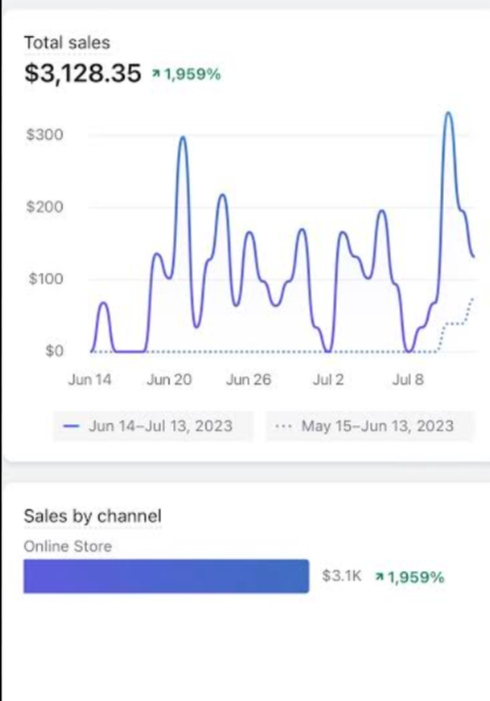 Total sales
$3,128.35 ↗ 1,959%
$300
$200
$100
$0
Jun 14 Jun 20 Jun 26 Jul 2 Jul 8
Jun 14–Jul 13, 2023 May 15–Jun 13, 2023
Sales by channel
Online Store
$3.1K ↗ 1,959%